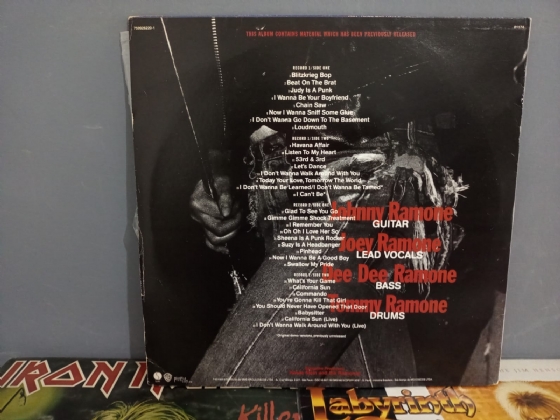 THIS ALBUM CONTAINS MATERIAL WHICH HAS BEEN PREVIOUSLY RELEASED
RECORD 1/SIDE ONE
Blitzkrieg Bop
Beat On The Brat
Judy Is A Punk
I Wanna Be Your Boyfriend
Chain Saw
Now I Wanna Sniff Some Glue
I Don't Wanna Go Down To The Basement
Loudmouth
RECORD 1/SIDE TWO
Havana Affair
Listen To My Heart
53rd & 3rd
Let's Dance
I Don't Wanna Walk Around With You
Today Your Love, Tomorrow The World
I Don't Wanna Be Learned/I Don't Wanna Be Tamed*
I Can't Be*
RECORD 2/SIDE ONE
Glad To See You Go
Gimme Gimme Shock Treatment
I Remember You
Oh Oh I Love Her So
Sheena Is A Punk Rocker
Suzy Is A Headbanger
Pinhead
Now I Wanna Be A Good Boy
Swallow My Pride
RECORD 2/SIDE TWO
What's Your Game
California Sun
Commando
You're Gonna Kill That Girl
You Should Never Have Opened That Door
Babysitter
California Sun (Live)
I Don't Wanna Walk Around With You (Live)
Johnny Ramone
GUITAR
Joey Ramone
LEAD VOCALS
Dee Dee Ramone
BASS
Tommy Ramone
DRUMS
IRON
Killer
Labyrinth